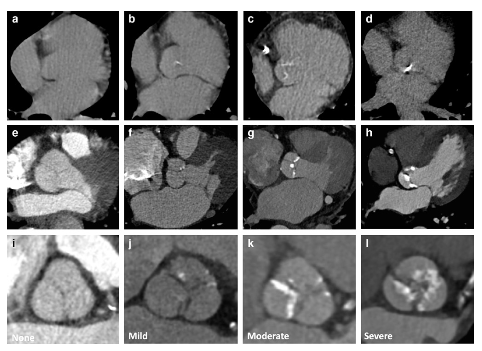 a b c d
e f g h
i j k l
None Mild Moderate Severe